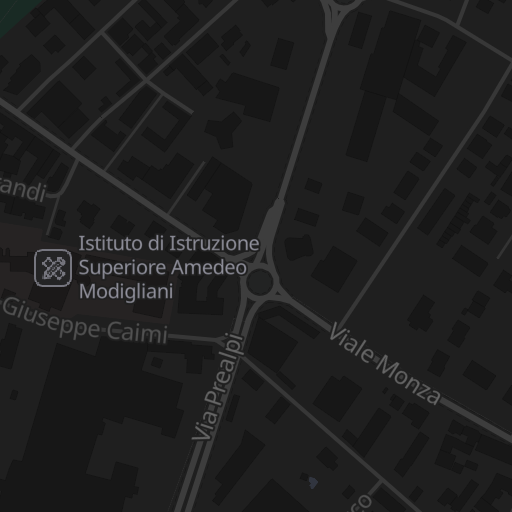 Istituto di Istruzione
Superiore Amedeo
Modigliani
Giuseppe Caimi
Via Prealpi
Viale Monza